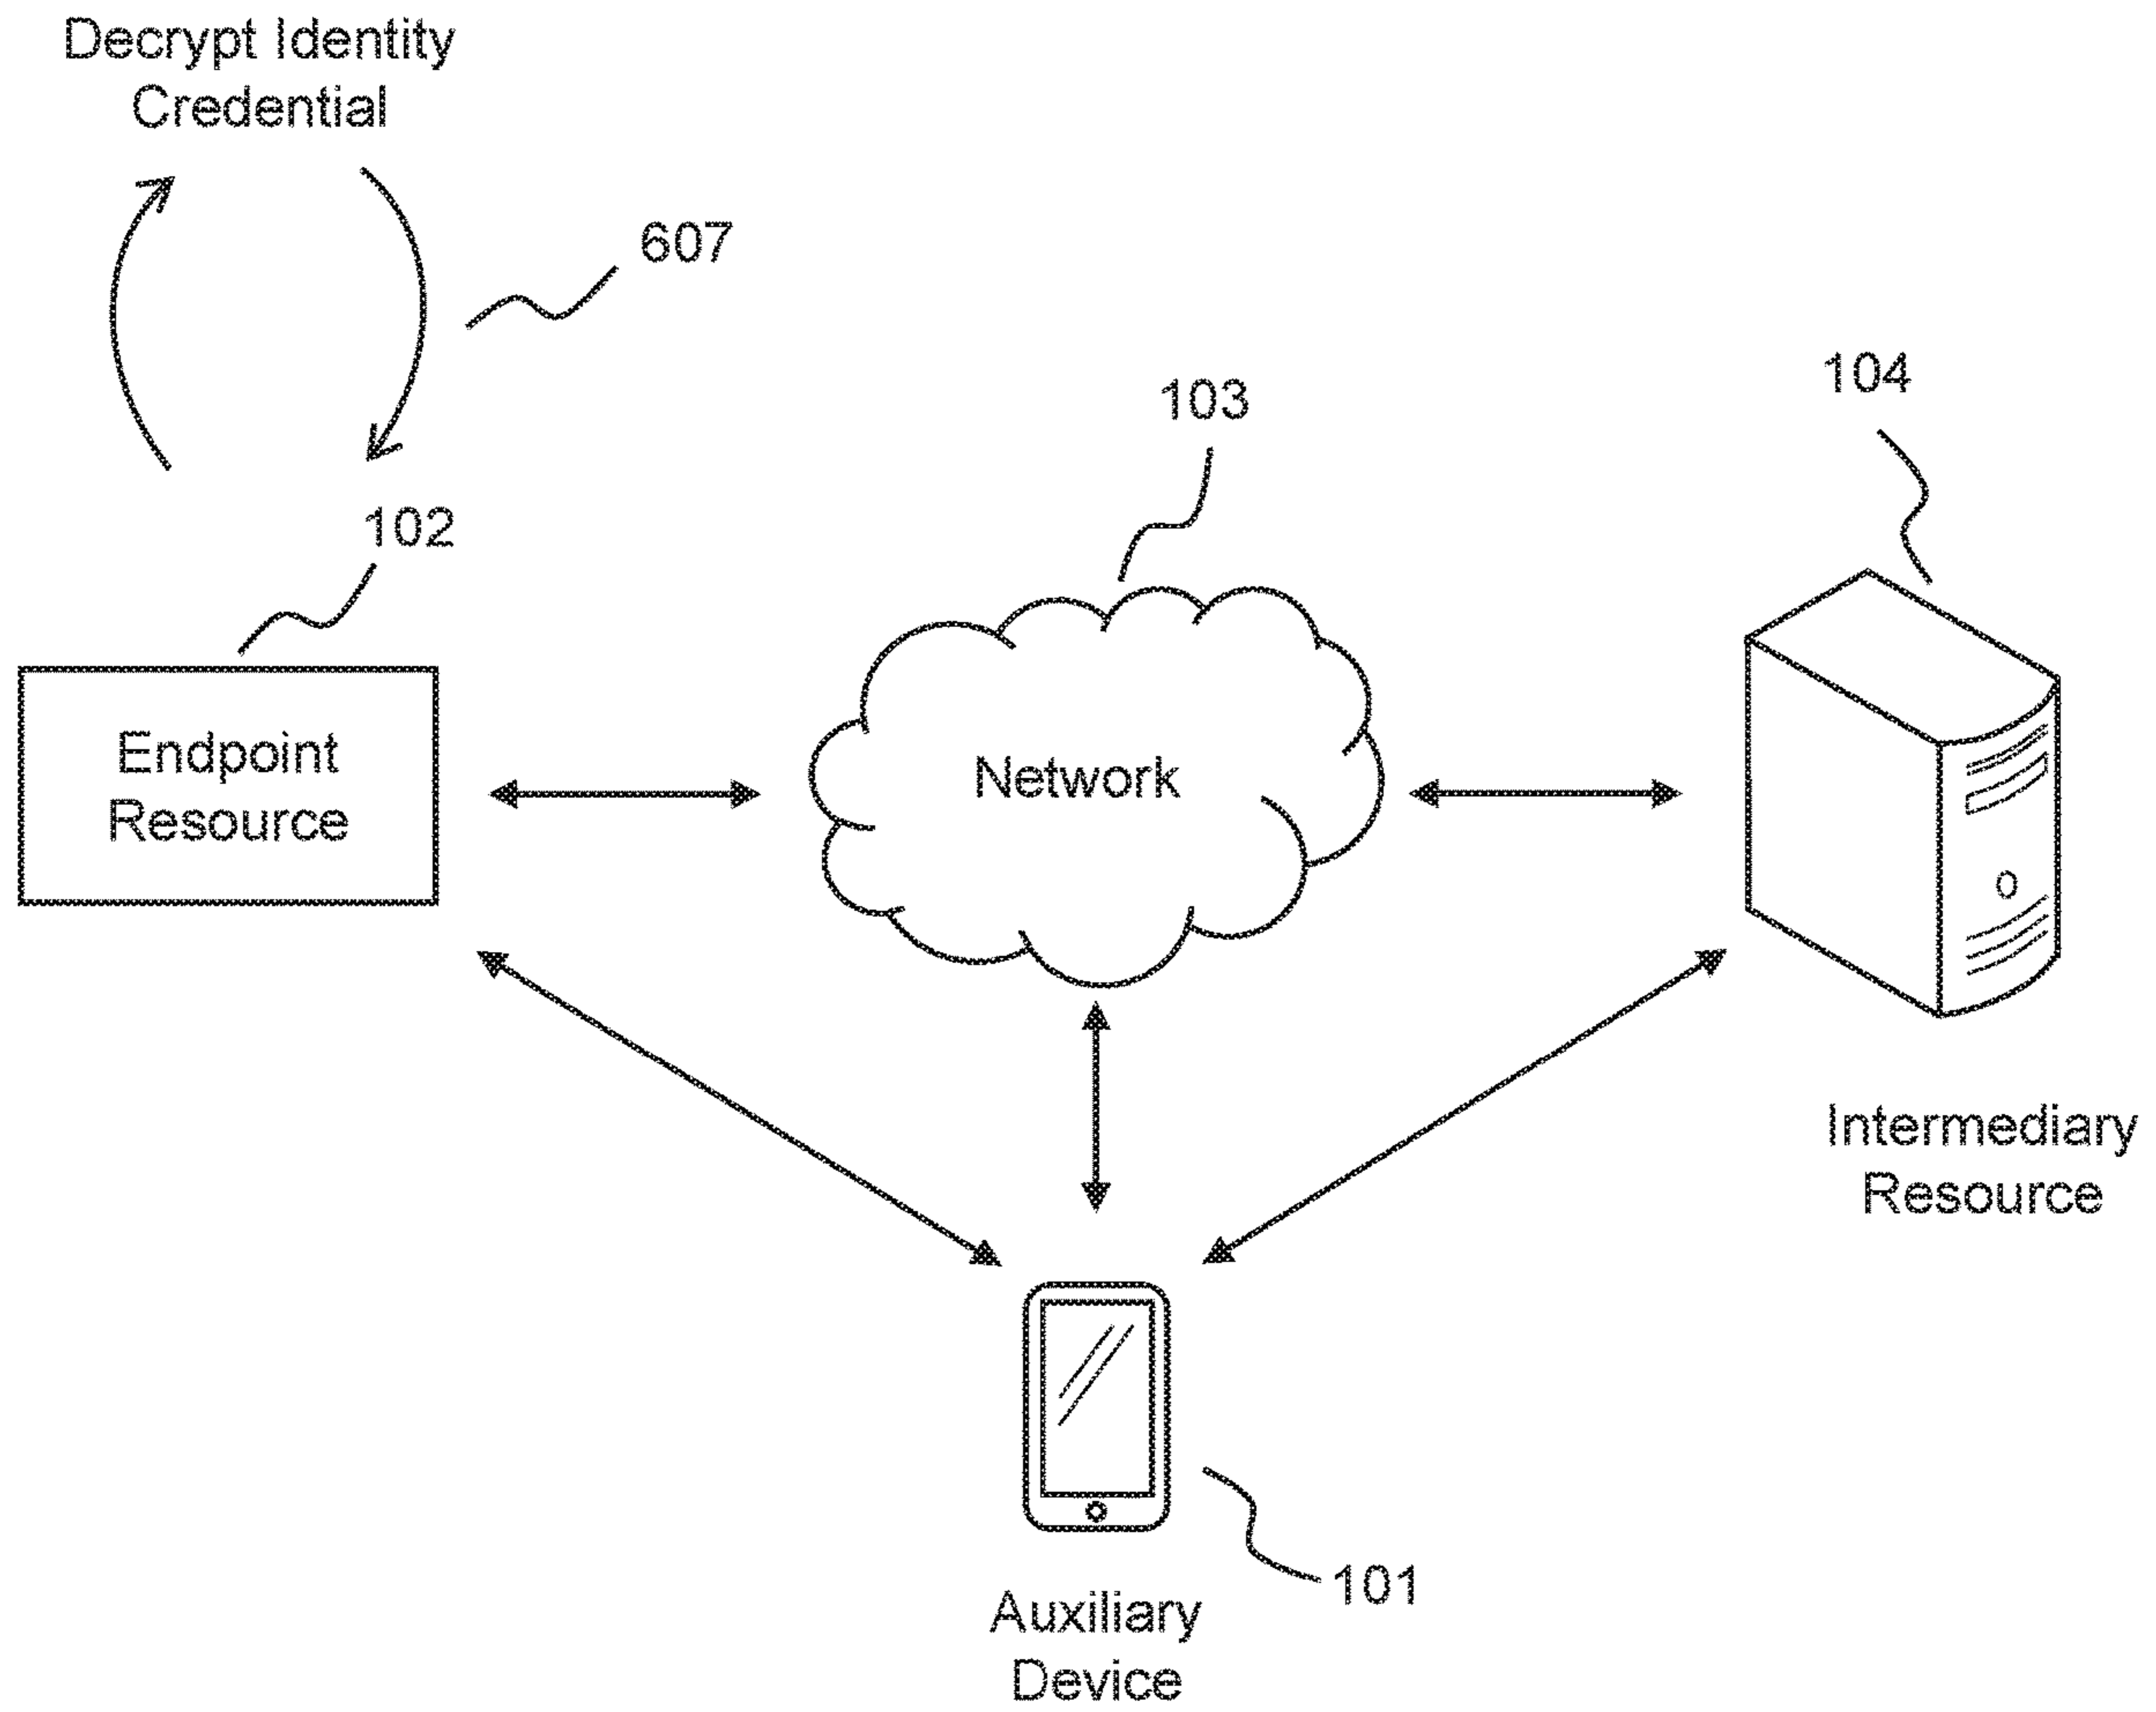 Decrypt Identity
Credential
607
103
104
102
Endpoint
Resource
Network
Intermediary
Resource
101
Auxiliary
Device